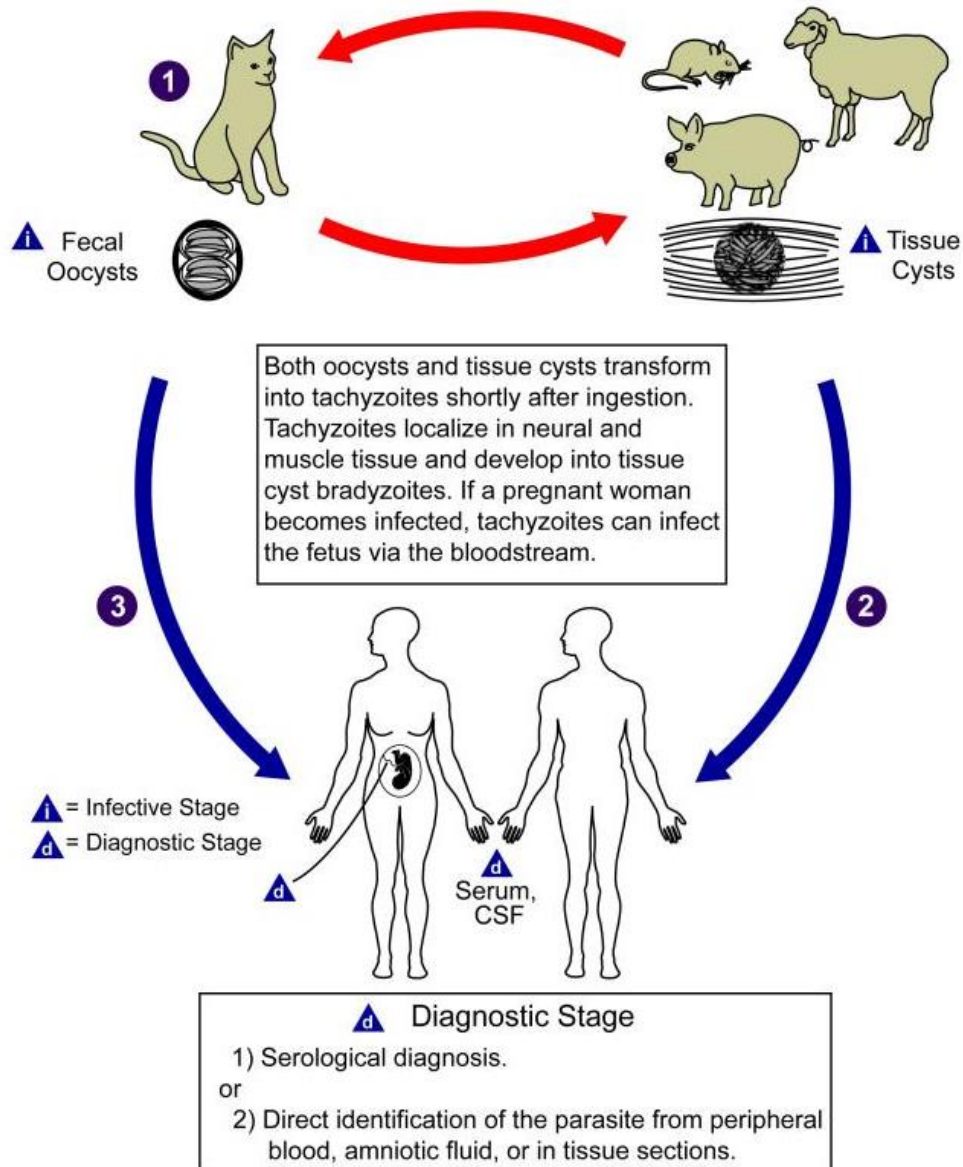 1
i Fecal
Oocysts
i Tissue
Cysts
Both oocysts and tissue cysts transform
into tachyzoites shortly after ingestion.
Tachyzoites localize in neural and
muscle tissue and develop into tissue
cyst bradyzoites. If a pregnant woman
becomes infected, tachyzoites can infect
the fetus via the bloodstream.
3
2
i = Infective Stage
d = Diagnostic Stage
d
d
Serum,
CSF
d Diagnostic Stage
1) Serological diagnosis.
or
2) Direct identification of the parasite from peripheral
blood, amniotic fluid, or in tissue sections.